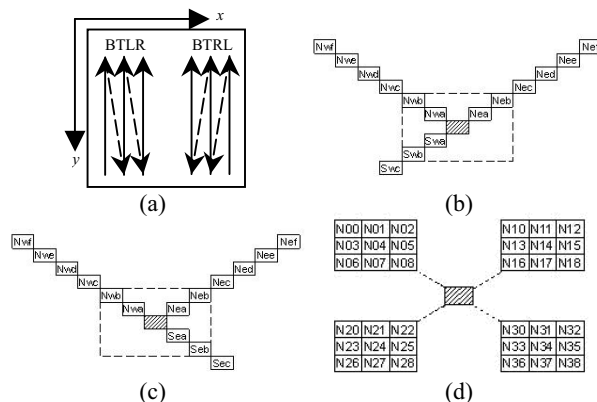 x
BTLR BTRL
y
(a)
Nwf Nef
Nwe Nee
Nwd Ned
Nwc Nec
Nwb Neb
Nwa Nea
Swa
Swb
Swc
(b)
Nwf Nef
Nwe Nee
Nwd Ned
Nwc Nec
Nwb Neb
Nwa Nea
Sea
Seb
Sec
(c)
N00 N01 N02 N10 N11 N12
N03 N04 N05 N13 N14 N15
N06 N07 N08 N16 N17 N18
N20 N21 N22 N30 N31 N32
N23 N24 N25 N33 N34 N35
N26 N27 N28 N36 N37 N38
(d)